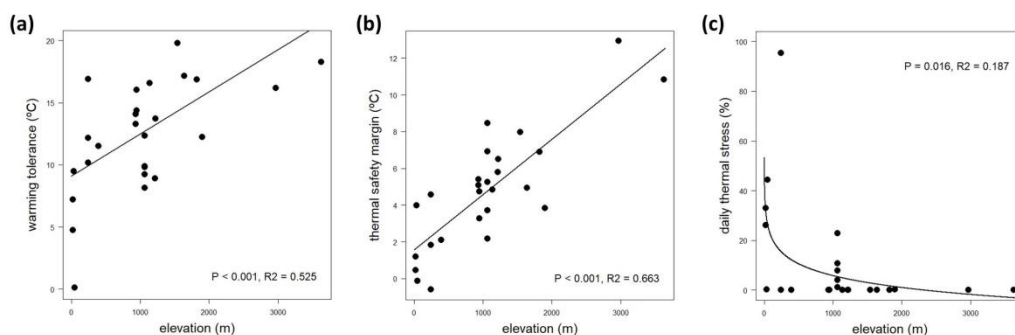 (a)
20
15
10
5
0
warming tolerance (ºC)
P < 0.001, R2 = 0.525
0 1000 2000 3000
elevation (m)
(b)
12
10
8
6
4
2
0
thermal safety margin (ºC)
P < 0.001, R2 = 0.663
0 1000 2000 3000
elevation (m)
(c)
100
80
60
40
20
0
daily thermal stress (%)
P = 0.016, R2 = 0.187
0 1000 2000 3000
elevation (m)